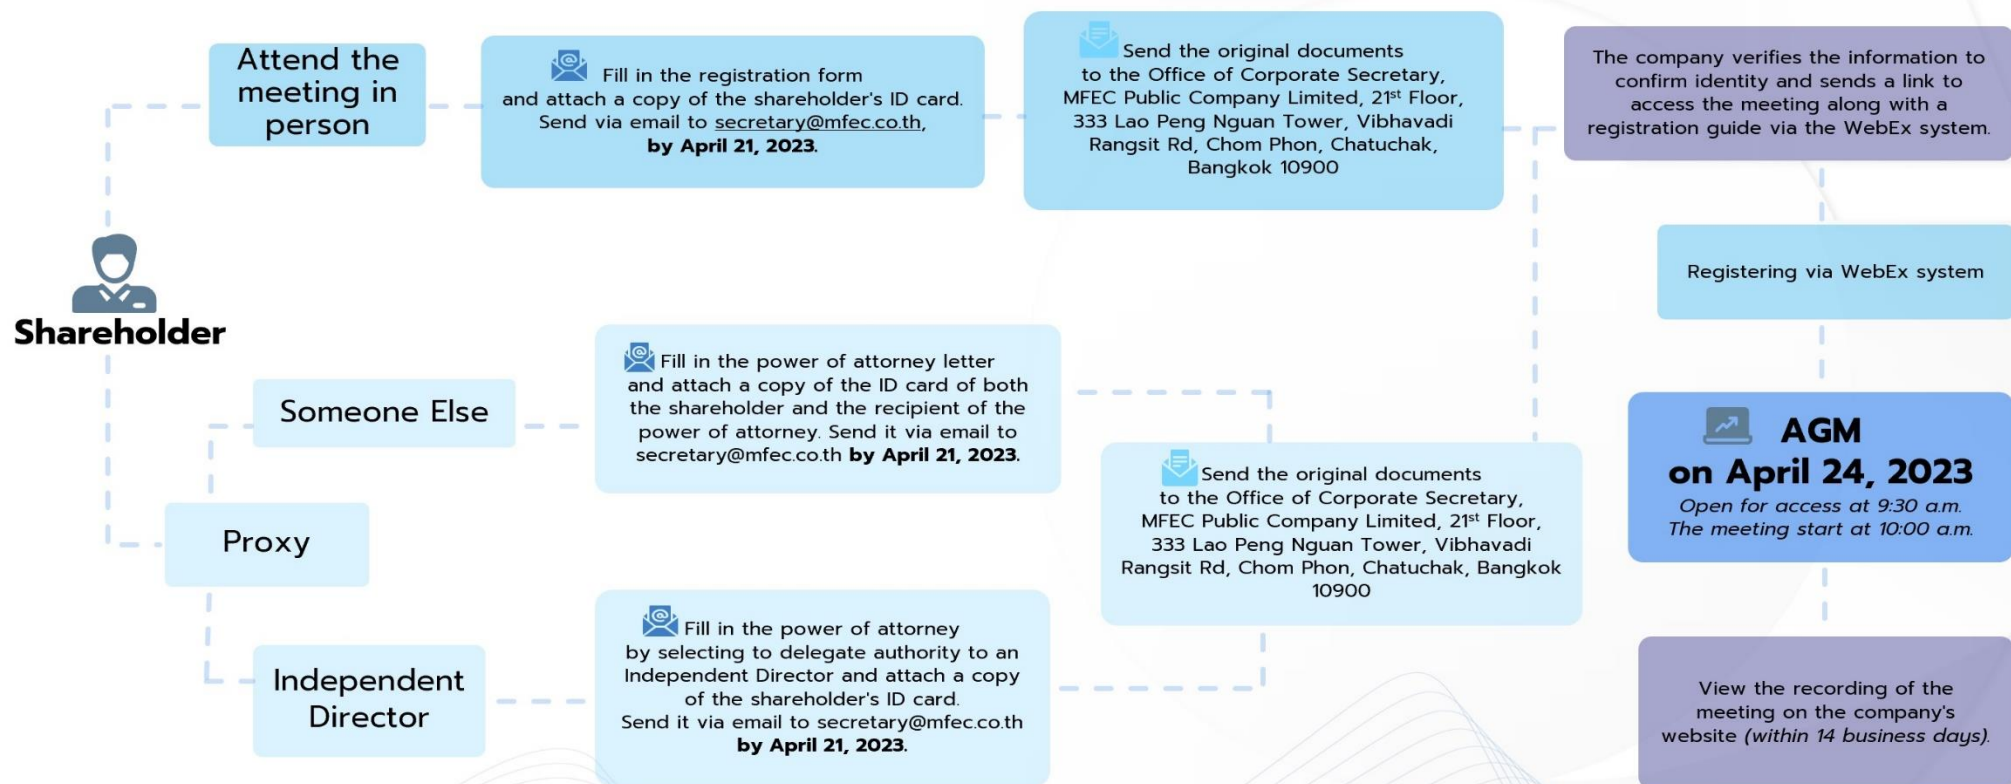 Attend the
meeting in
person
Fill in the registration form
and attach a copy of the shareholder's ID card.
Send via email to secretary@mfec.co.th,
by April 21, 2023.
Send the original documents
to the Office of Corporate Secretary,
MFEC Public Company Limited, 21st Floor,
333 Lao Peng Nguan Tower, Vibhavadi
Rangsit Rd, Chom Phon, Chatuchak,
Bangkok 10900
The company verifies the information to
confirm identity and sends a link to
access the meeting along with a
registration guide via the WebEx system.
Registering via WebEx system
Shareholder
Someone Else
Fill in the power of attorney letter
and attach a copy of the ID card of both
the shareholder and the recipient of the
power of attorney. Send it via email to
secretary@mfec.co.th by April 21, 2023.
Proxy
Send the original documents
to the Office of Corporate Secretary,
MFEC Public Company Limited, 21st Floor,
333 Lao Peng Nguan Tower, Vibhavadi
Rangsit Rd, Chom Phon, Chatuchak, Bangkok
10900
AGM
on April 24, 2023
Open for access at 9:30 a.m.
The meeting start at 10:00 a.m.
Independent
Director
Fill in the power of attorney
by selecting to delegate authority to an
Independent Director and attach a copy
of the shareholder's ID card.
Send it via email to secretary@mfec.co.th
by April 21, 2023.
View the recording of the
meeting on the company's
website (within 14 business days).